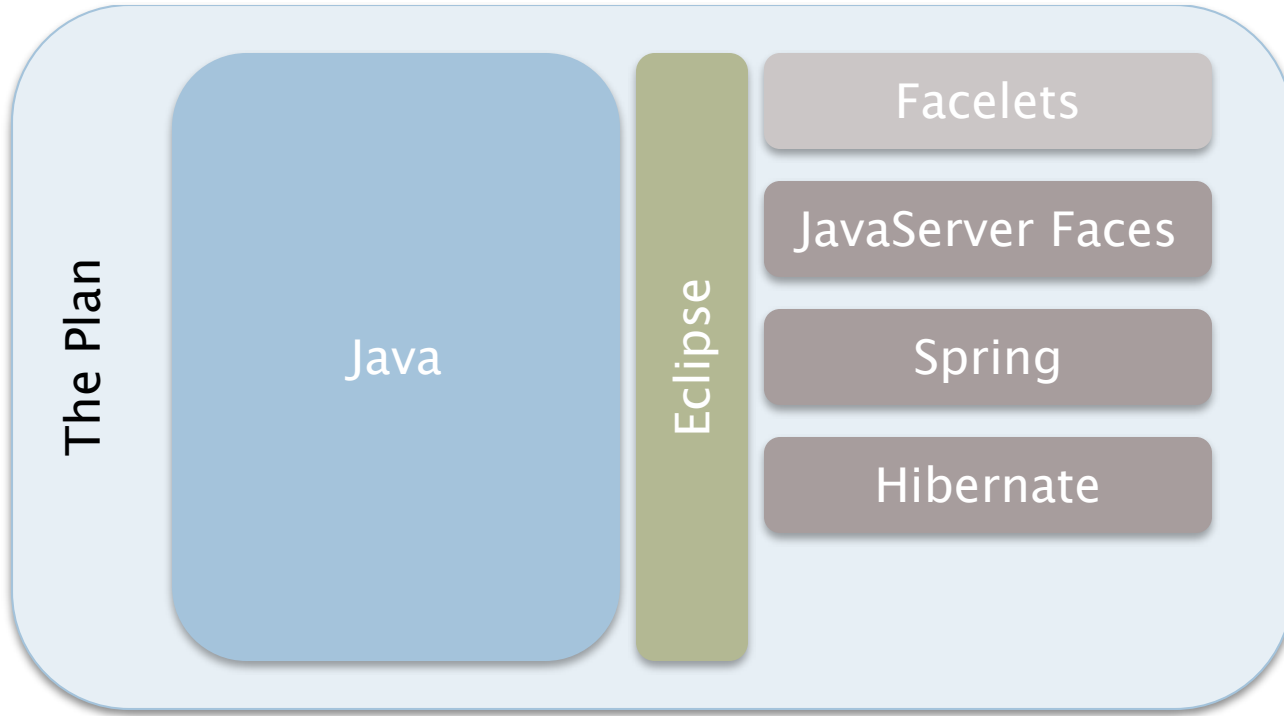 The Plan
Java
Eclipse
Facelets
JavaServer Faces
Spring
Hibernate